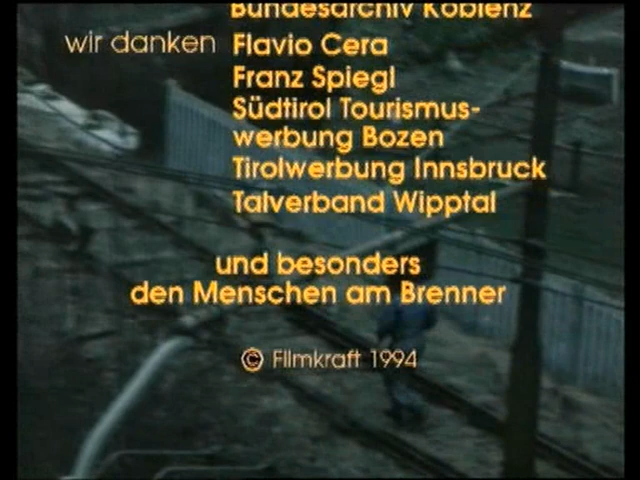 Bundesarchiv Koblenz
wir danken Flavio Cera
Franz Spiegl
Südtirol Tourismus-
werbung Bozen
Tirolwerbung Innsbruck
Talverband Wipptal
und besonders
den Menschen am Brenner
© Filmkraft 1994